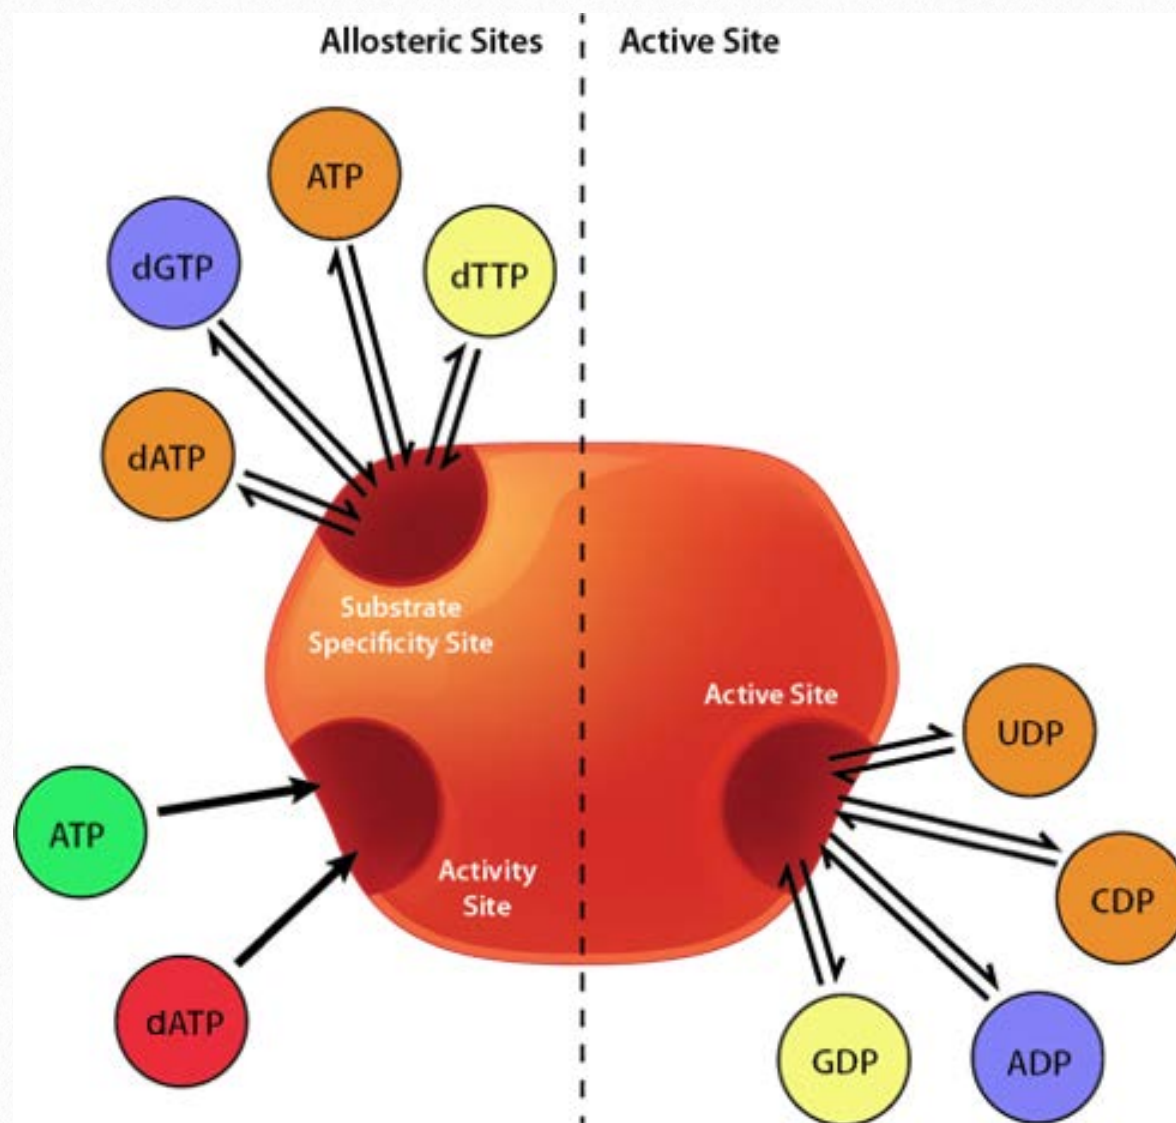 Allosteric Sites
Active Site
ATP
dGTP
dTTP
dATP
Substrate
Specificity Site
Active Site
UDP
ATP
Activity
Site
CDP
dATP
GDP
ADP